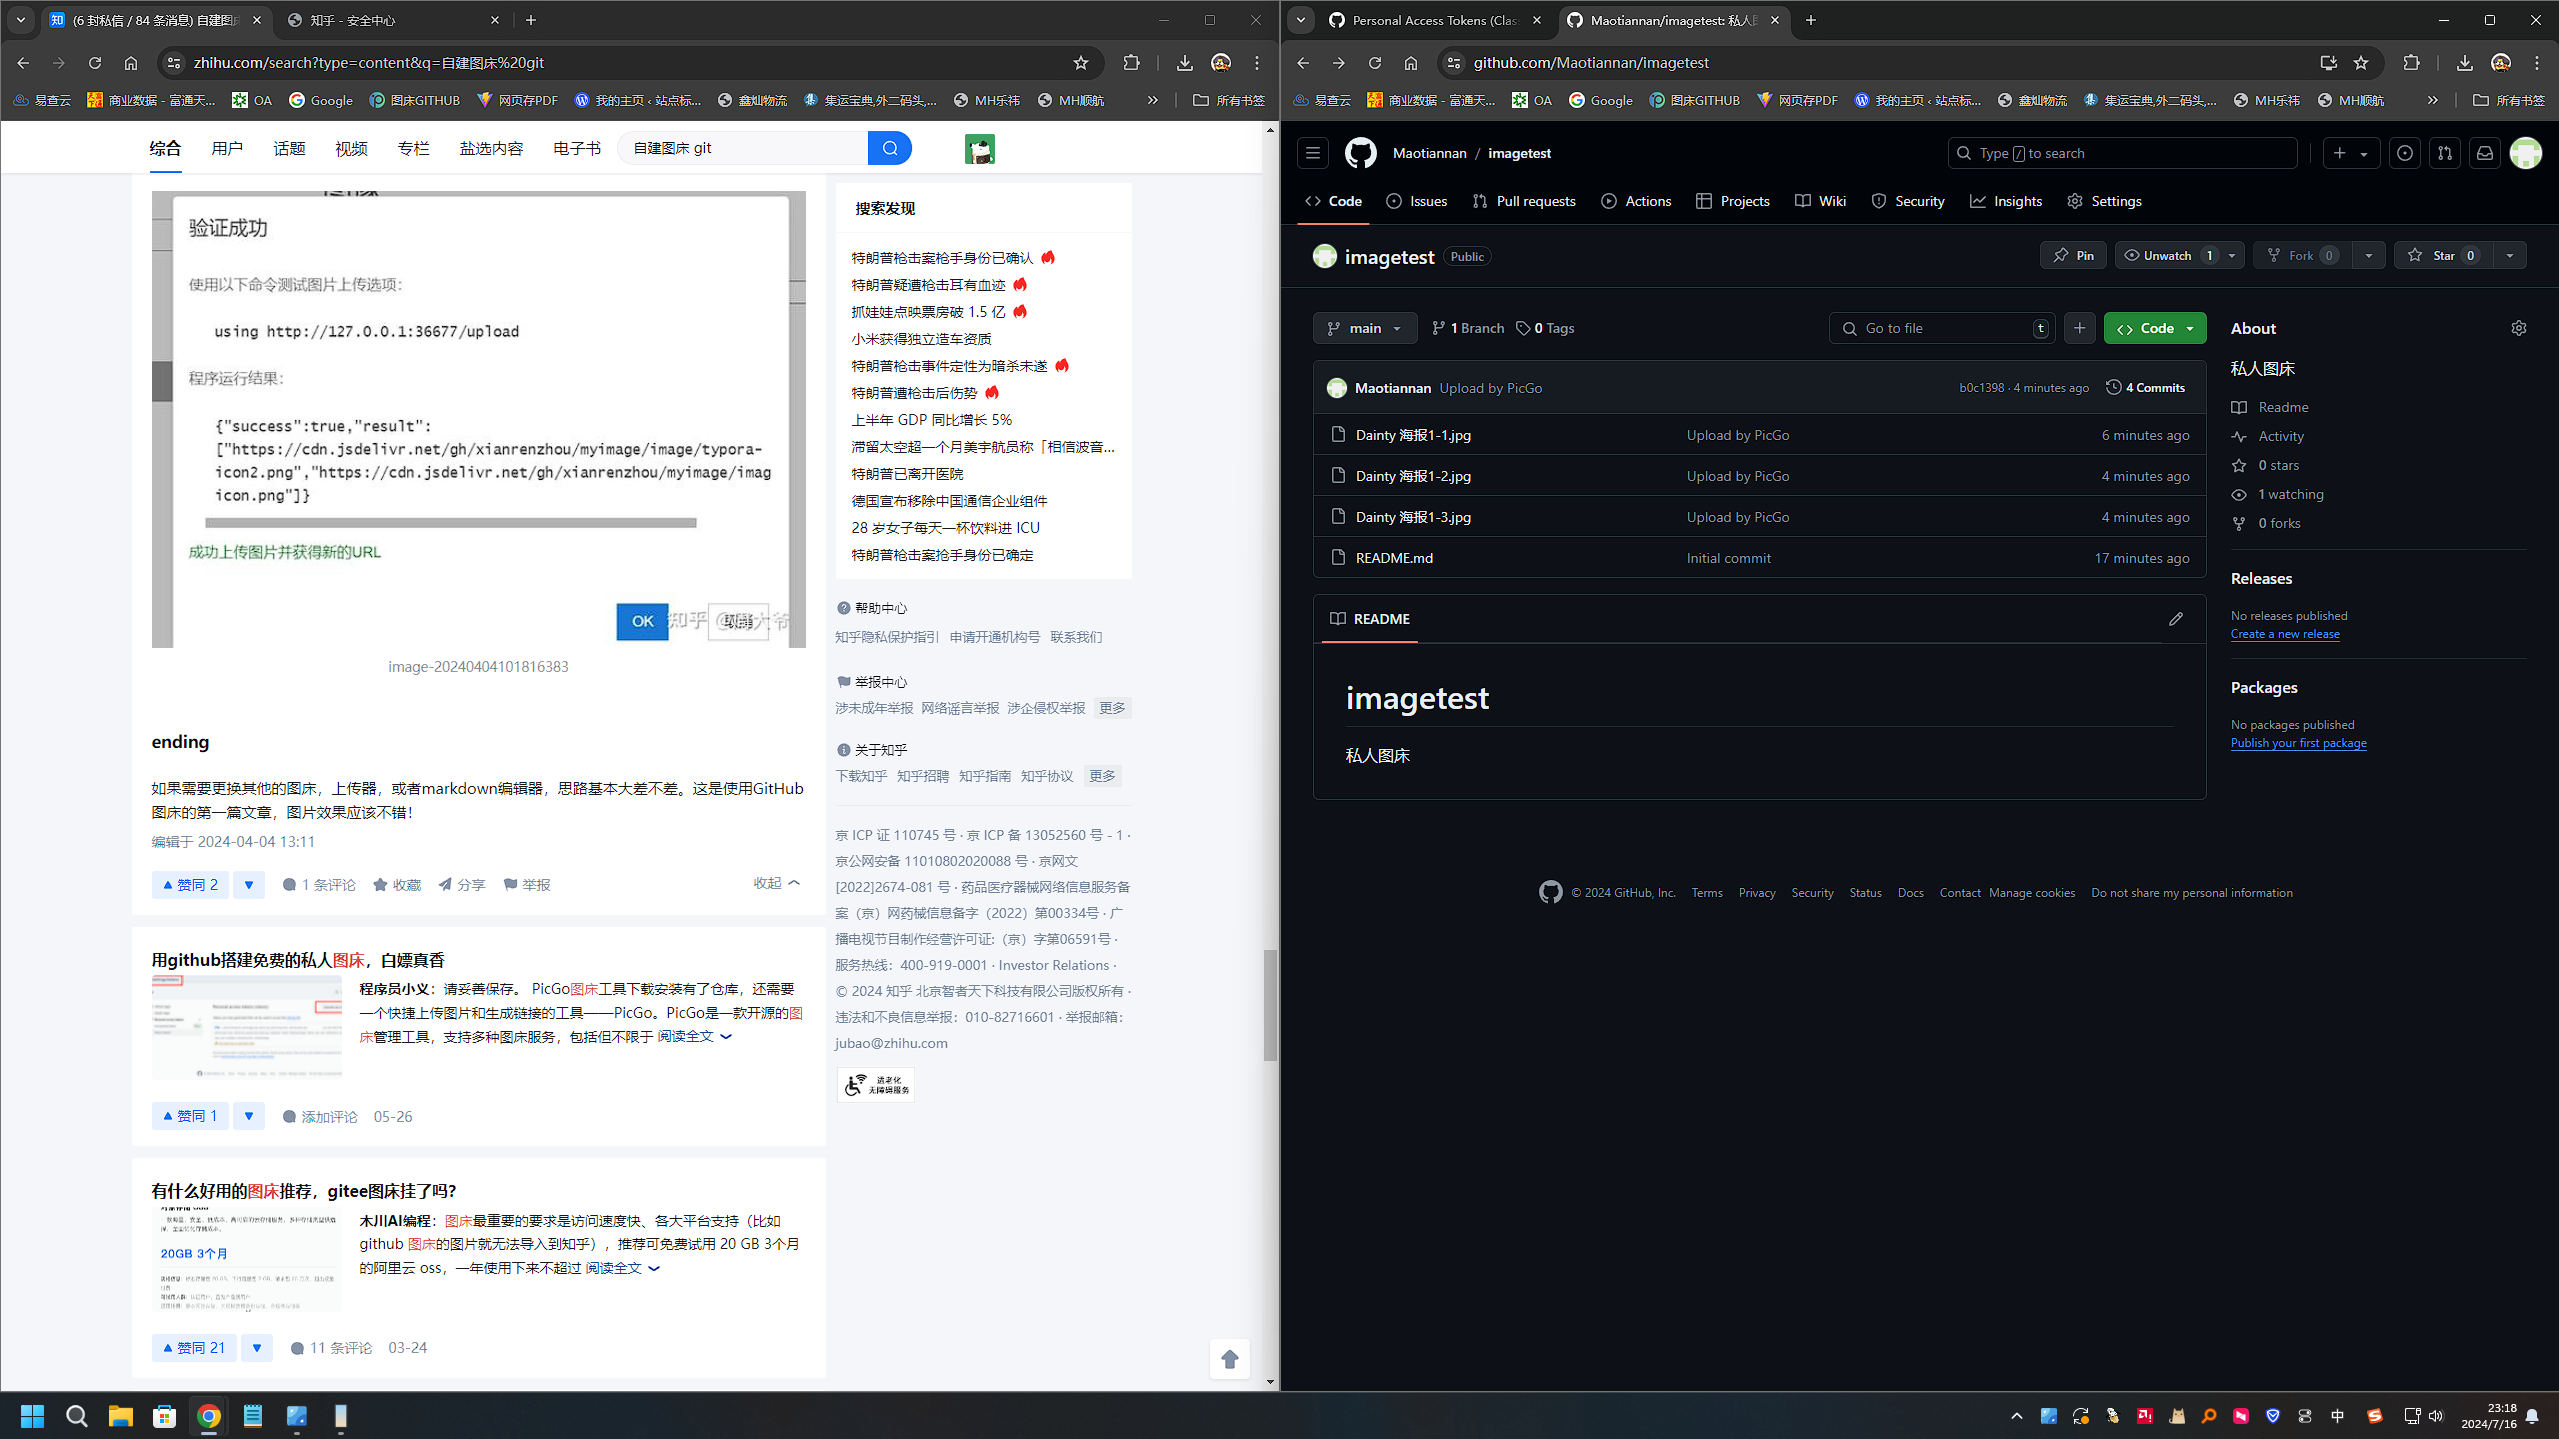 (6 封私信 / 84 条消息) 自建图床
知乎 - 安全中心
zhihu.com/search?type=content&q=自建图床%20git
易查云
商业数据 - 富通天...
OA
Google
图床GITHUB
网页存PDF
我的主页 ‹ 站点标...
鑫灿物流
集运宝典,外二码头,...
MH乐祎
MH顺航
所有书签
综合
用户
话题
视频
专栏
盐选内容
电子书
自建图床 git
验证成功
使用以下命令测试图片上传选项:
using http://127.0.0.1:36677/upload
程序运行结果:
{"success":true,"result":
["https://cdn.jsdelivr.net/gh/xianrenzhou/myimage/image/typora-
icon2.png","https://cdn.jsdelivr.net/gh/xianrenzhou/myimage/imag
icon.png"]}
成功上传图片并获得新的URL
OK
取消
image-20240404101816383
ending
如果需要更换其他的图床，上传器，或者markdown编辑器，思路基本大差不差。这是使用GitHub
图床的第一篇文章，图片效果应该不错！
编辑于 2024-04-04 13:11
赞同 2
1 条评论
收藏
分享
举报
收起
用github搭建免费的私人图床，白嫖真香
程序员小义：请妥善保存。 PicGo图床工具下载安装有了仓库，还需要
一个快捷上传图片和生成链接的工具——PicGo。PicGo是一款开源的图
床管理工具，支持多种图床服务，包括但不限于 阅读全文
赞同 1
添加评论
05-26
有什么好用的图床推荐，gitee图床挂了吗？
20GB 3个月
木川AI编程：图床最重要的要求是访问速度快、各大平台支持（比如
github 图床的图片就无法导入到知乎），推荐可免费试用 20 GB 3个月
的阿里云 oss，一年使用下来不超过 阅读全文
赞同 21
11 条评论
03-24
搜索发现
特朗普枪击案枪手身份已确认
特朗普疑遭枪击耳有血迹
抓娃娃点映票房破 1.5 亿
小米获得独立造车资质
特朗普枪击事件定性为暗杀未遂
特朗普遭枪击后伤势
上半年 GDP 同比增长 5%
滞留太空超一个月美宇航员称「相信波音...
特朗普已离开医院
德国宣布移除中国通信企业组件
28 岁女子每天一杯饮料进 ICU
特朗普枪击案抢手身份已确定
帮助中心
知乎隐私保护指引 申请开通机构号 联系我们
举报中心
涉未成年举报 网络谣言举报 涉企侵权举报 更多
关于知乎
下载知乎 知乎招聘 知乎指南 知乎协议 更多
京 ICP 证 110745 号 · 京 ICP 备 13052560 号 - 1 ·
京公网安备 11010802020088 号 · 京网文
[2022]2674-081 号 · 药品医疗器械网络信息服务备
案（京）网药械信息备字（2022）第00334号 · 广
播电视节目制作经营许可证:（京）字第06591号 ·
服务热线：400-919-0001 · Investor Relations ·
© 2024 知乎 北京智者天下科技有限公司版权所有 ·
违法和不良信息举报：010-82716601 · 举报邮箱：
jubao@zhihu.com
适老化
无障碍服务
Personal Access Tokens (Clas
Maotiannan/imagetest: 私人
github.com/Maotiannan/imagetest
易查云
商业数据 - 富通天...
OA
Google
图床GITHUB
网页存PDF
我的主页 ‹ 站点标...
鑫灿物流
集运宝典,外二码头,...
MH乐祎
MH顺航
所有书签
Maotiannan / imagetest
Type / to search
Code
Issues
Pull requests
Actions
Projects
Wiki
Security
Insights
Settings
imagetest
Public
Pin
Unwatch 1
Fork 0
Star 0
main
1 Branch
0 Tags
Go to file
t
Code
Maotiannan Upload by PicGo
b0c1398 · 4 minutes ago
4 Commits
Dainty 海报1-1.jpg
Upload by PicGo
6 minutes ago
Dainty 海报1-2.jpg
Upload by PicGo
4 minutes ago
Dainty 海报1-3.jpg
Upload by PicGo
4 minutes ago
README.md
Initial commit
17 minutes ago
README
imagetest
私人图床
About
私人图床
Readme
Activity
0 stars
1 watching
0 forks
Releases
No releases published
Create a new release
Packages
No packages published
Publish your first package
© 2024 GitHub, Inc.
Terms
Privacy
Security
Status
Docs
Contact
Manage cookies
Do not share my personal information
中
23:18
2024/7/16